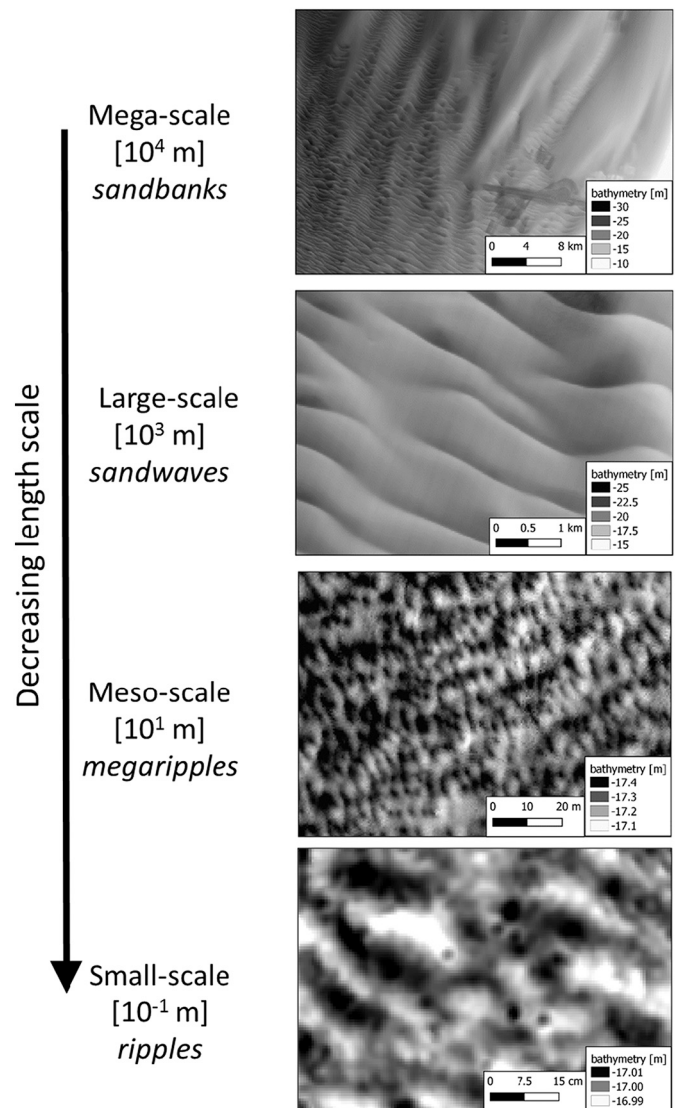 Decreasing length scale
Mega-scale
[10⁴ m]
sandbanks
bathymetry [m]
-30
-25
-20
-15
-10
0 4 8 km
Large-scale
[10³ m]
sandwaves
bathymetry [m]
-25
-22.5
-20
-17.5
-15
0 0.5 1 km
Meso-scale
[10¹ m]
megaripples
bathymetry [m]
-17.4
-17.3
-17.2
-17.1
0 10 20 m
Small-scale
[10⁻¹ m]
ripples
bathymetry [m]
-17.01
-17.00
-16.99
0 7.5 15 cm